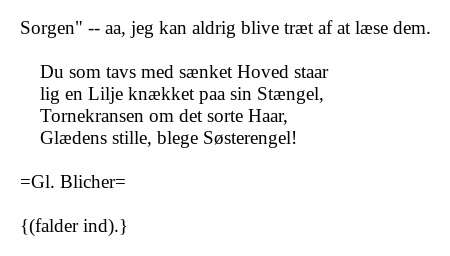 Sorgen" -- aa, jeg kan aldrig blive træt af at læse dem.
Du som tavs med sænket Hoved staar
lig en Lilje knækket paa sin Stængel,
Tornekransen om det sorte Haar,
Glædens stille, blege Søsterengel!
=Gl. Blicher=
{(falder ind).}